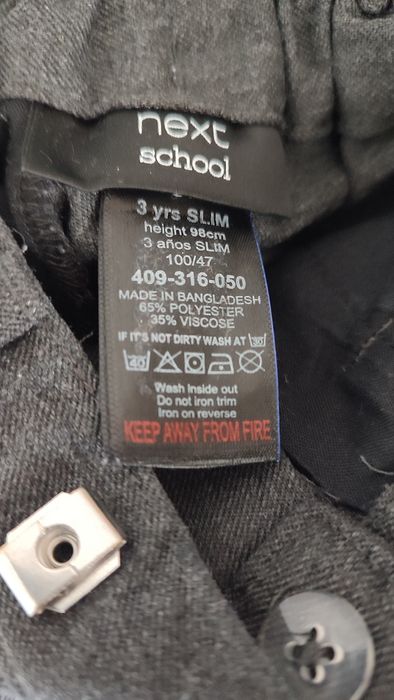 next
school
3 yrs SLIM
height 98cm
3 años SLIM
100/47
409-316-050
MADE IN BANGLADESH
65% POLYESTER
35% VISCOSE
IF IT'S NOT DIRTY WASH AT 30
40
Wash inside out
Do not iron trim
Iron on reverse
KEEP AWAY FROM FIRE